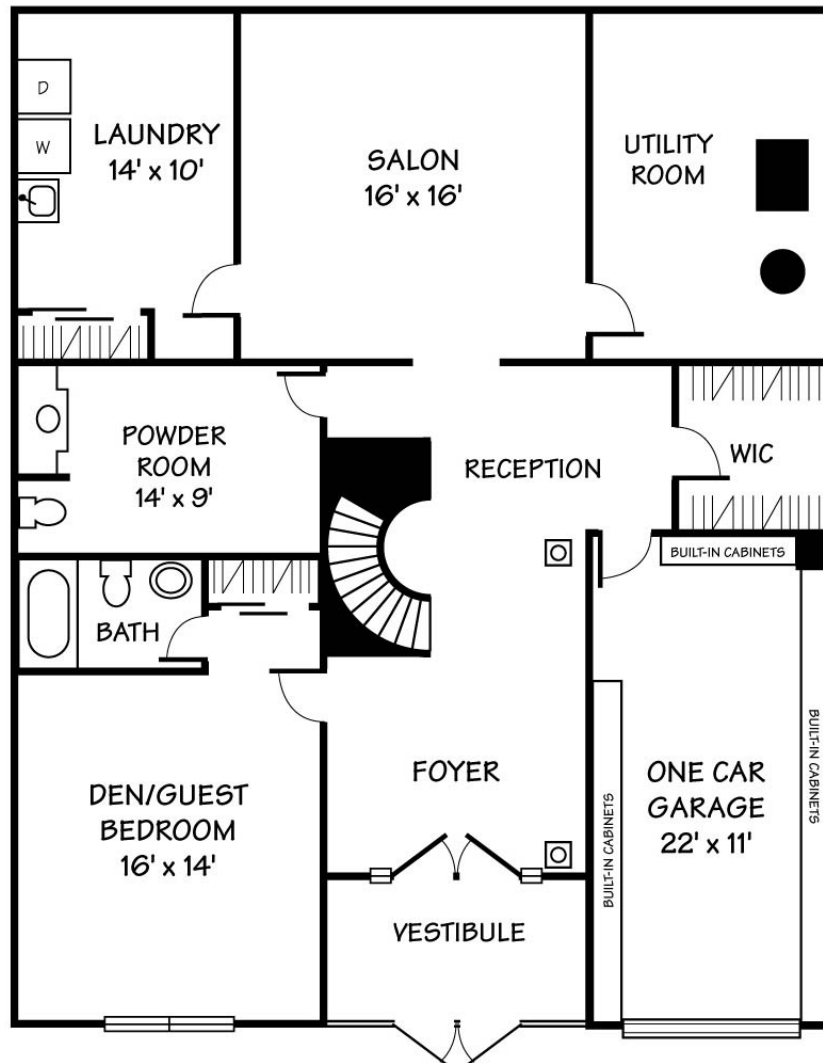 D
W
LAUNDRY
14' x 10'
SALON
16' x 16'
UTILITY
ROOM
POWDER
ROOM
14' x 9'
RECEPTION
WIC
BUILT-IN CABINETS
BATH
DEN/GUEST
BEDROOM
16' x 14'
FOYER
BUILT-IN CABINETS
ONE CAR
GARAGE
22' x 11'
BUILT-IN CABINETS
VESTIBULE